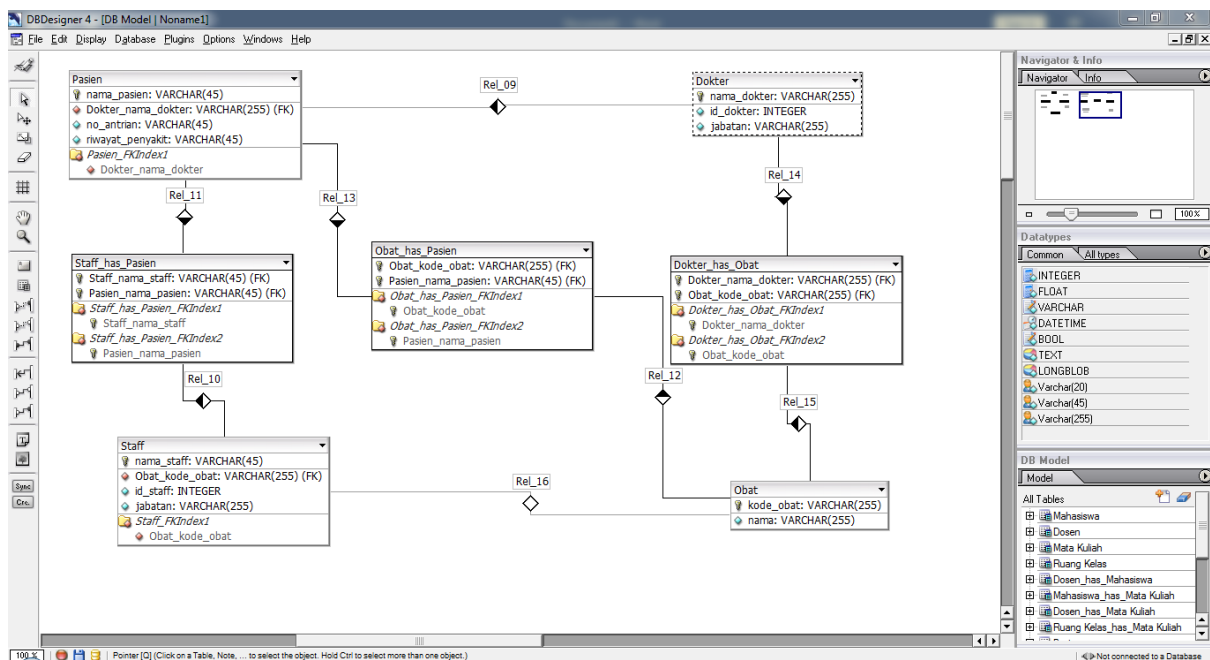 DBDesigner 4 - [DB Model | Noname1]
File Edit Display Database Plugins Options Windows Help
Pasien
nama_pasien: VARCHAR(45)
Dokter_nama_dokter: VARCHAR(255) (FK)
no_antrian: VARCHAR(45)
riwayat_penyakit: VARCHAR(45)
Pasien_FKIndex1
Dokter_nama_dokter
Rel_09
Dokter
nama_dokter: VARCHAR(255)
id_dokter: INTEGER
jabatan: VARCHAR(255)
Rel_11
Rel_13
Rel_14
Staff_has_Pasien
Staff_nama_staff: VARCHAR(45) (FK)
Pasien_nama_pasien: VARCHAR(45) (FK)
Staff_has_Pasien_FKIndex1
Staff_nama_staff
Staff_has_Pasien_FKIndex2
Pasien_nama_pasien
Obat_has_Pasien
Obat_kode_obat: VARCHAR(255) (FK)
Pasien_nama_pasien: VARCHAR(45) (FK)
Obat_has_Pasien_FKIndex1
Obat_kode_obat
Obat_has_Pasien_FKIndex2
Pasien_nama_pasien
Dokter_has_Obat
Dokter_nama_dokter: VARCHAR(255) (FK)
Obat_kode_obat: VARCHAR(255) (FK)
Dokter_has_Obat_FKIndex1
Dokter_nama_dokter
Dokter_has_Obat_FKIndex2
Obat_kode_obat
Rel_10
Rel_12
Rel_15
Staff
nama_staff: VARCHAR(45)
Obat_kode_obat: VARCHAR(255) (FK)
id_staff: INTEGER
jabatan: VARCHAR(255)
Staff_FKIndex1
Obat_kode_obat
Rel_16
Obat
kode_obat: VARCHAR(255)
nama: VARCHAR(255)
Navigator & Info
Navigator Info
100%
Datatypes
Common All types
INTEGER
FLOAT
VARCHAR
DATETIME
BOOL
TEXT
LONGBLOB
Varchar(20)
Varchar(45)
Varchar(255)
DB Model
Model
All Tables
Mahasiswa
Dosen
Mata Kuliah
Ruang Kelas
Dosen_has_Mahasiswa
Mahasiswa_has_Mata Kuliah
Dosen_has_Mata Kuliah
Ruang Kelas_has_Mata Kuliah
Sync
Cre.
100 % Pointer [Q] (Click on a Table, Note, ... to select the object. Hold Ctrl to select more than one object.) Not connected to a Database